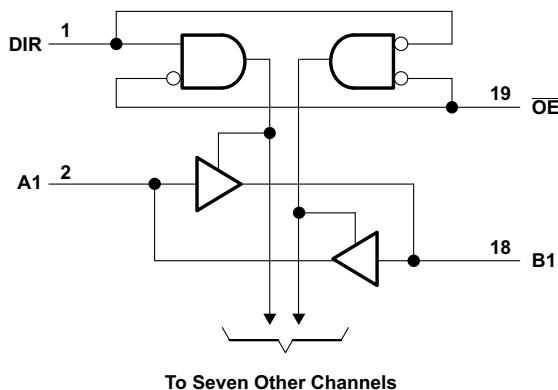 DIR 1
19 OE
A1 2
18 B1
To Seven Other Channels